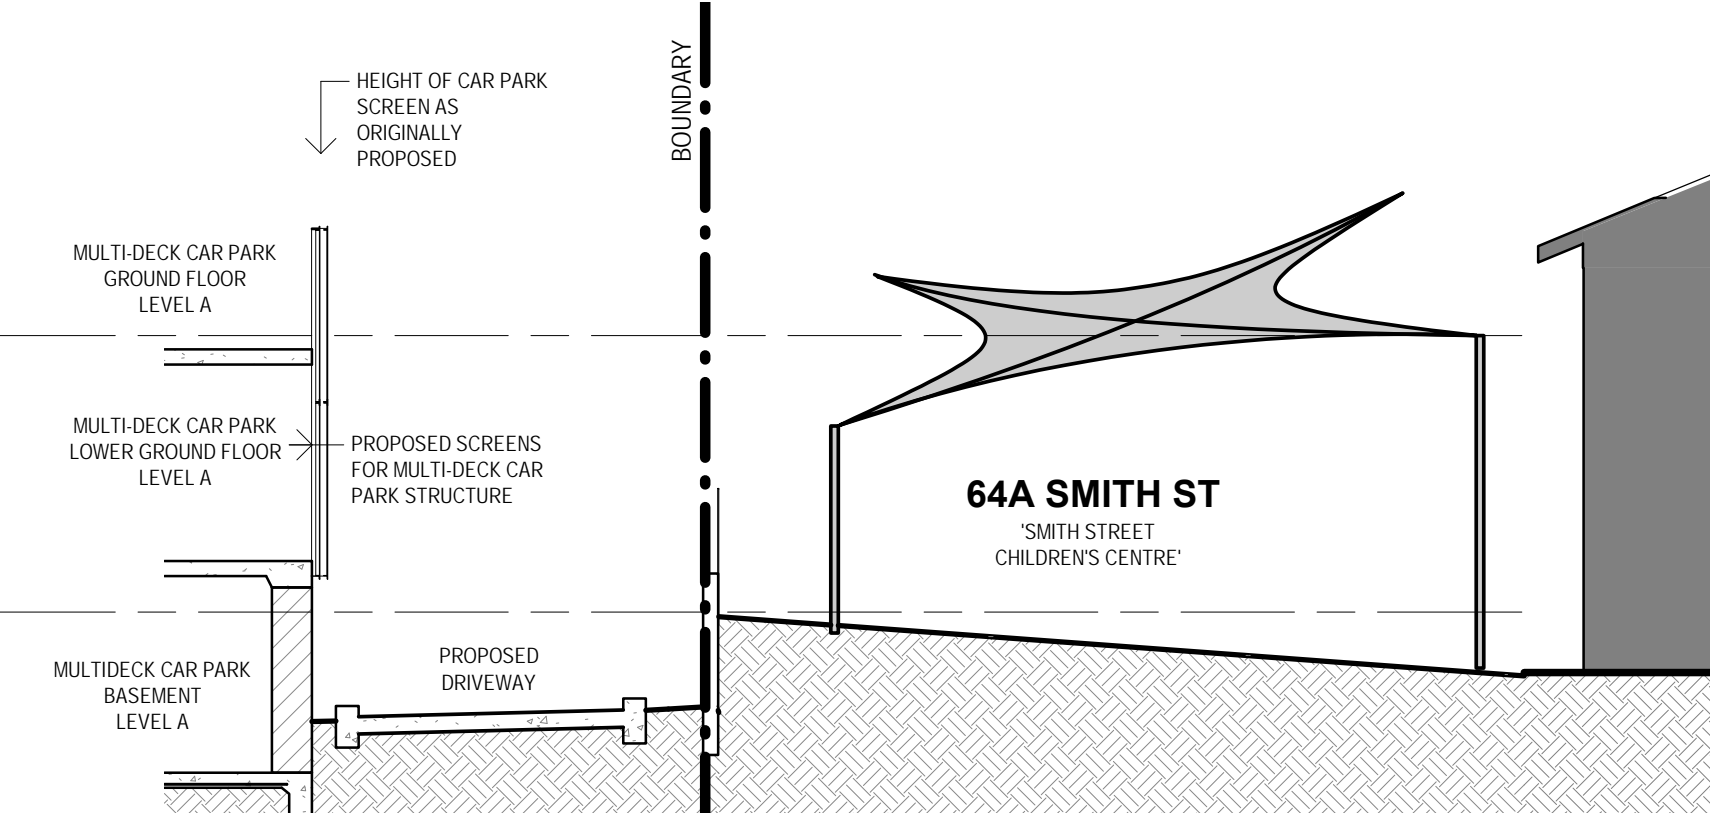 HEIGHT OF CAR PARK
SCREEN AS
ORIGINALLY
PROPOSED
BOUNDARY
MULTI-DECK CAR PARK
GROUND FLOOR
LEVEL A
MULTI-DECK CAR PARK
LOWER GROUND FLOOR
LEVEL A
PROPOSED SCREENS
FOR MULTI-DECK CAR
PARK STRUCTURE
64A SMITH ST
'SMITH STREET
CHILDREN'S CENTRE'
MULTIDECK CAR PARK
BASEMENT
LEVEL A
PROPOSED
DRIVEWAY